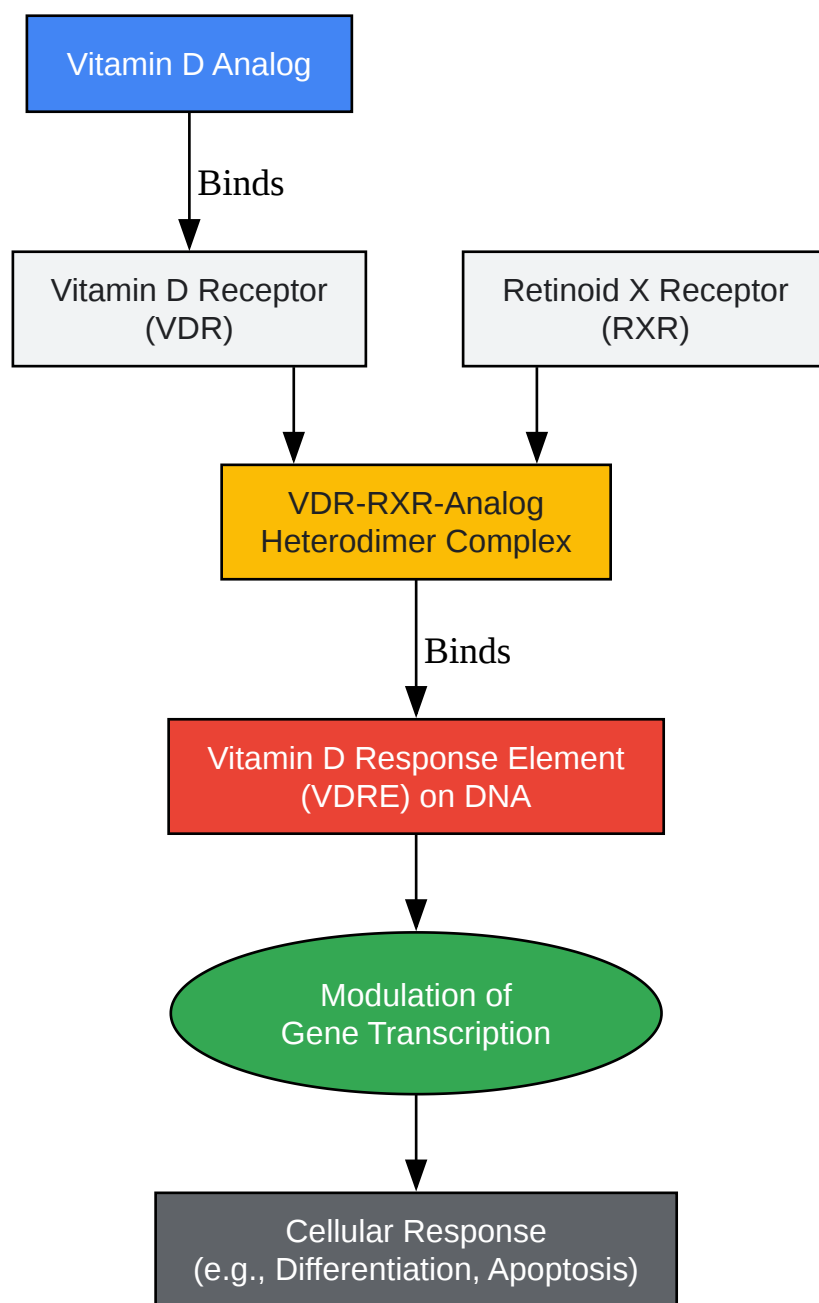 Vitamin D Analog
Binds
Vitamin D Receptor
(VDR)
Retinoid X Receptor
(RXR)
VDR-RXR-Analog
Heterodimer Complex
Binds
Vitamin D Response Element
(VDRE) on DNA
Modulation of
Gene Transcription
Cellular Response
(e.g., Differentiation, Apoptosis)